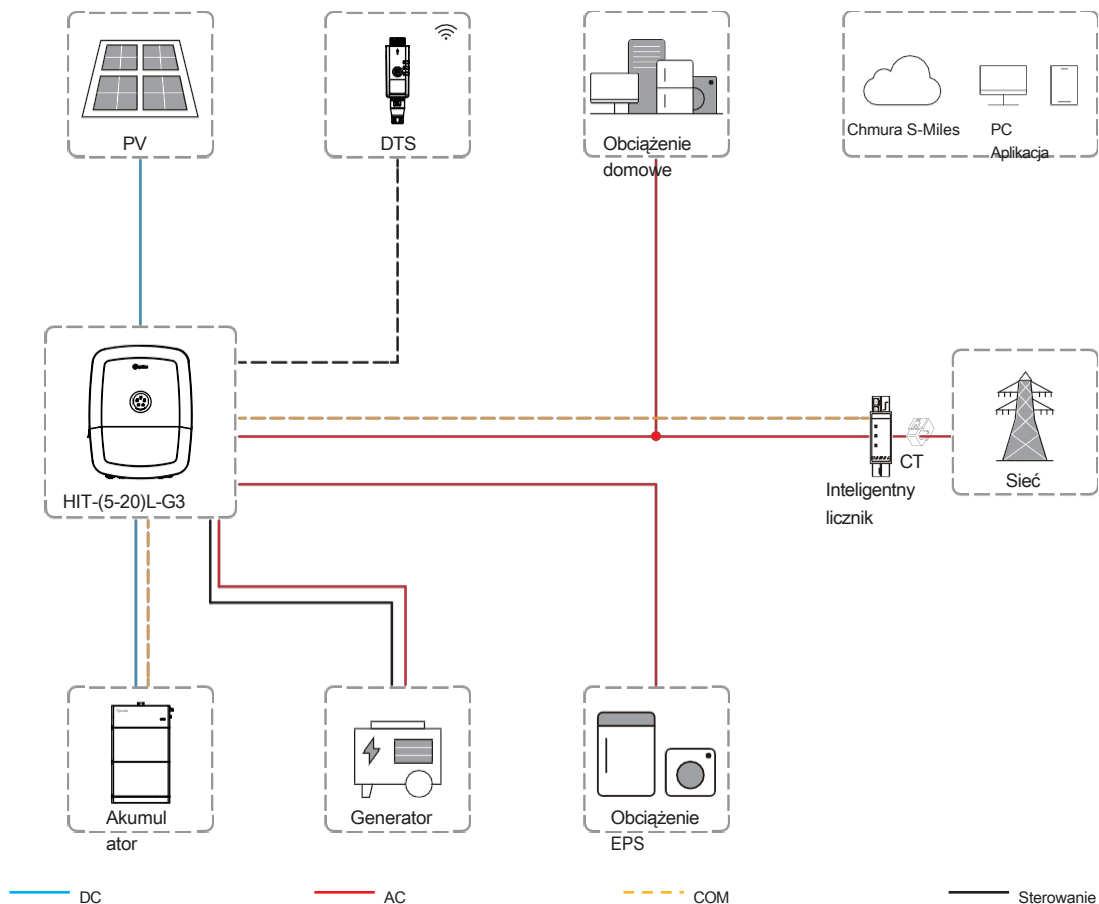 PV
DTS
Obciążenie
domowe
Chmura S-Miles
PC
Aplikacja
HIT-(5-20)L-G3
CT
Inteligentny
licznik
Sieć
Akumul
ator
Generator
Obciążenie
EPS
DC
AC
COM
Sterowanie